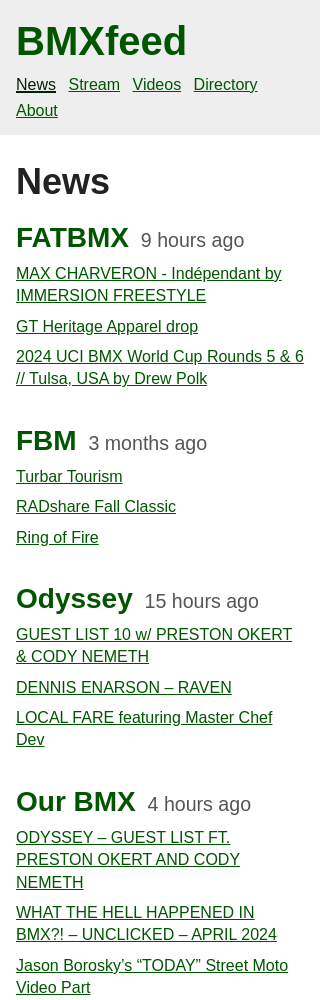 BMXfeed
News Stream Videos Directory
About
News
FATBMX 9 hours ago
MAX CHARVERON - Indépendant by
IMMERSION FREESTYLE
GT Heritage Apparel drop
2024 UCI BMX World Cup Rounds 5 & 6
// Tulsa, USA by Drew Polk
FBM 3 months ago
Turbar Tourism
RADshare Fall Classic
Ring of Fire
Odyssey 15 hours ago
GUEST LIST 10 w/ PRESTON OKERT
& CODY NEMETH
DENNIS ENARSON – RAVEN
LOCAL FARE featuring Master Chef
Dev
Our BMX 4 hours ago
ODYSSEY – GUEST LIST FT.
PRESTON OKERT AND CODY
NEMETH
WHAT THE HELL HAPPENED IN
BMX?! – UNCLICKED – APRIL 2024
Jason Borosky’s “TODAY” Street Moto
Video Part